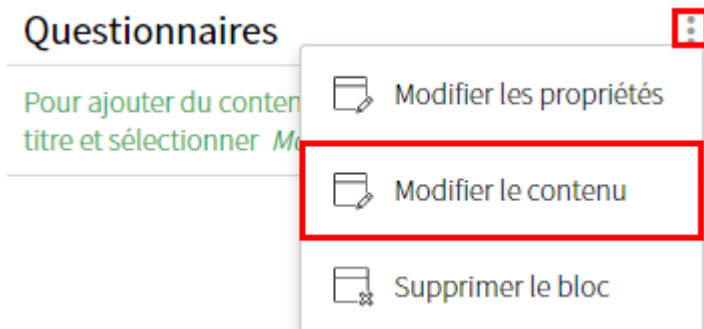 Questionnaires
Modifier les propriétés
Pour ajouter du conten
titre et sélectionner
Modifier le contenu
Supprimer le bloc